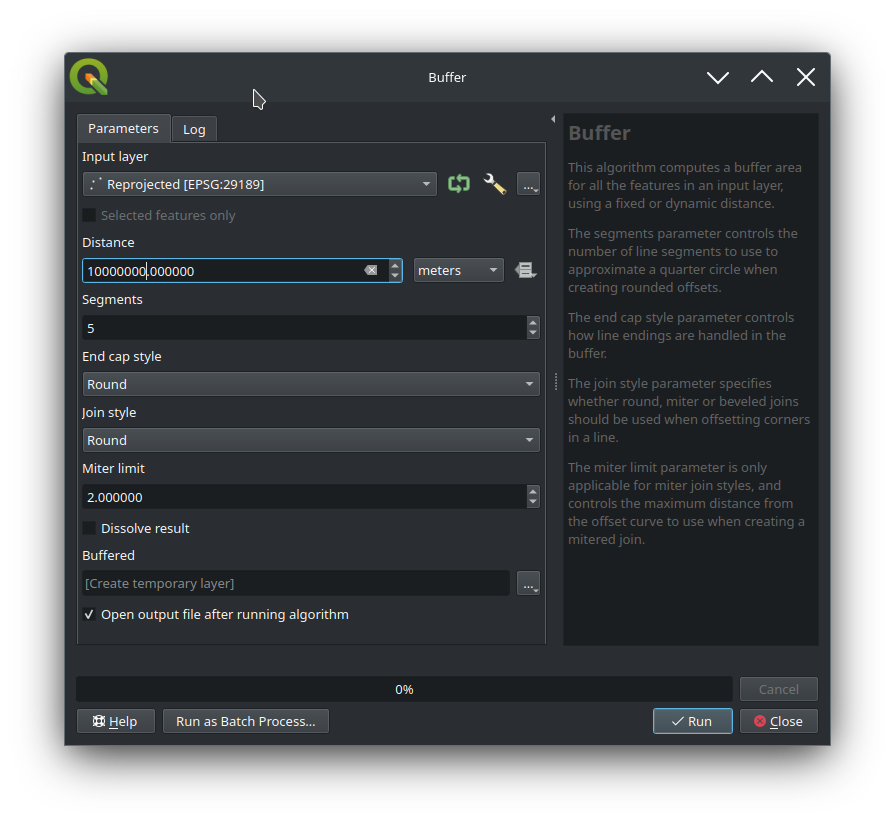 Buffer
Parameters
Log
Input layer
Reprojected [EPSG:29189]
...
Selected features only
Distance
10000000.000000
meters
Segments
5
End cap style
Round
Join style
Round
Miter limit
2.000000
Dissolve result
Buffered
[Create temporary layer]
...
Open output file after running algorithm
Buffer
This algorithm computes a buffer area
for all the features in an input layer,
using a fixed or dynamic distance.
The segments parameter controls the
number of line segments to use to
approximate a quarter circle when
creating rounded offsets.
The end cap style parameter controls
how line endings are handled in the
buffer.
The join style parameter specifies
whether round, miter or beveled joins
should be used when offsetting corners
in a line.
The miter limit parameter is only
applicable for miter join styles, and
controls the maximum distance from
the offset curve to use when creating a
mitered join.
0%
Cancel
Help
Run as Batch Process...
Run
Close